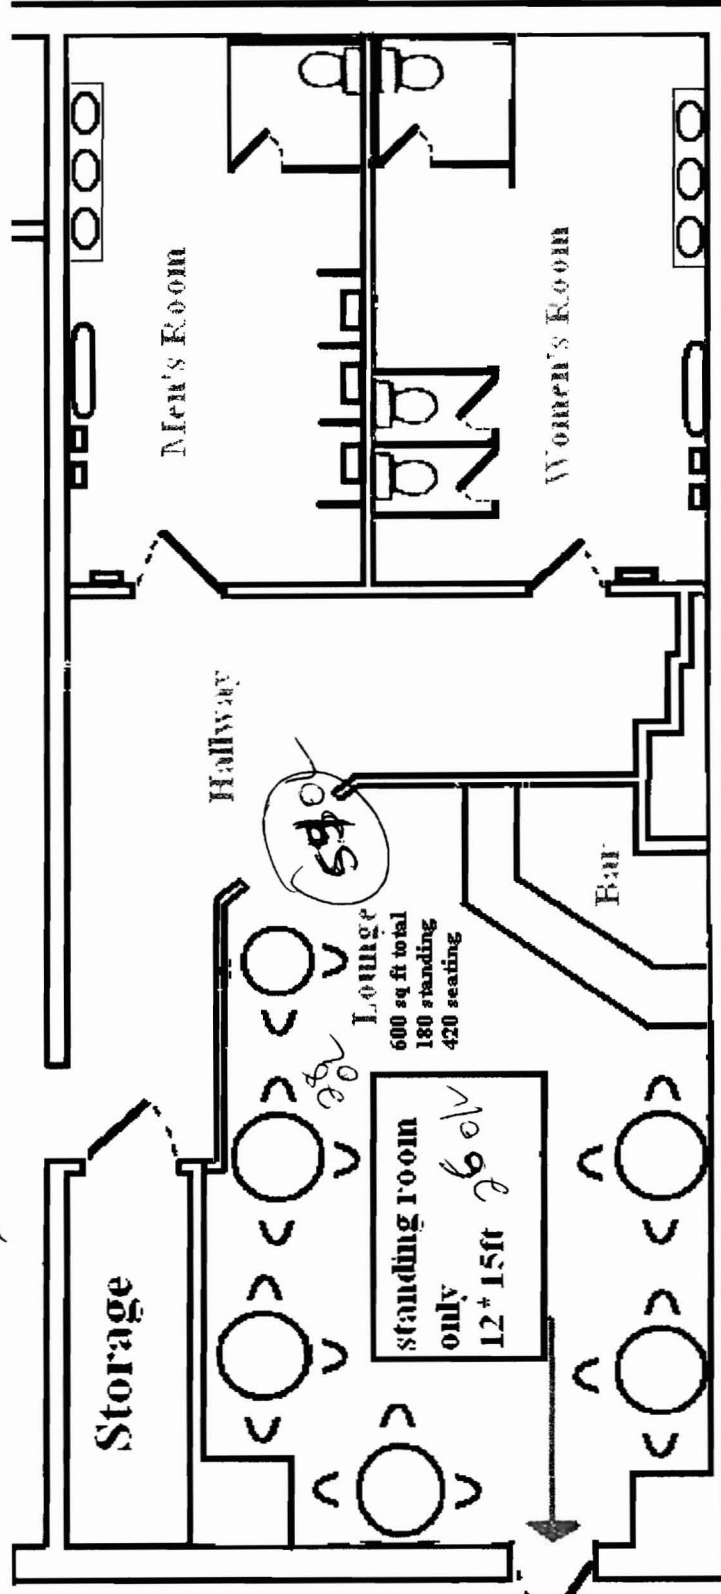 Men's Room
Women's Room
Hallway
Bar
Lounge
600 sq ft total
180 standing
420 seating
standing room
only
12*15ft
Storage